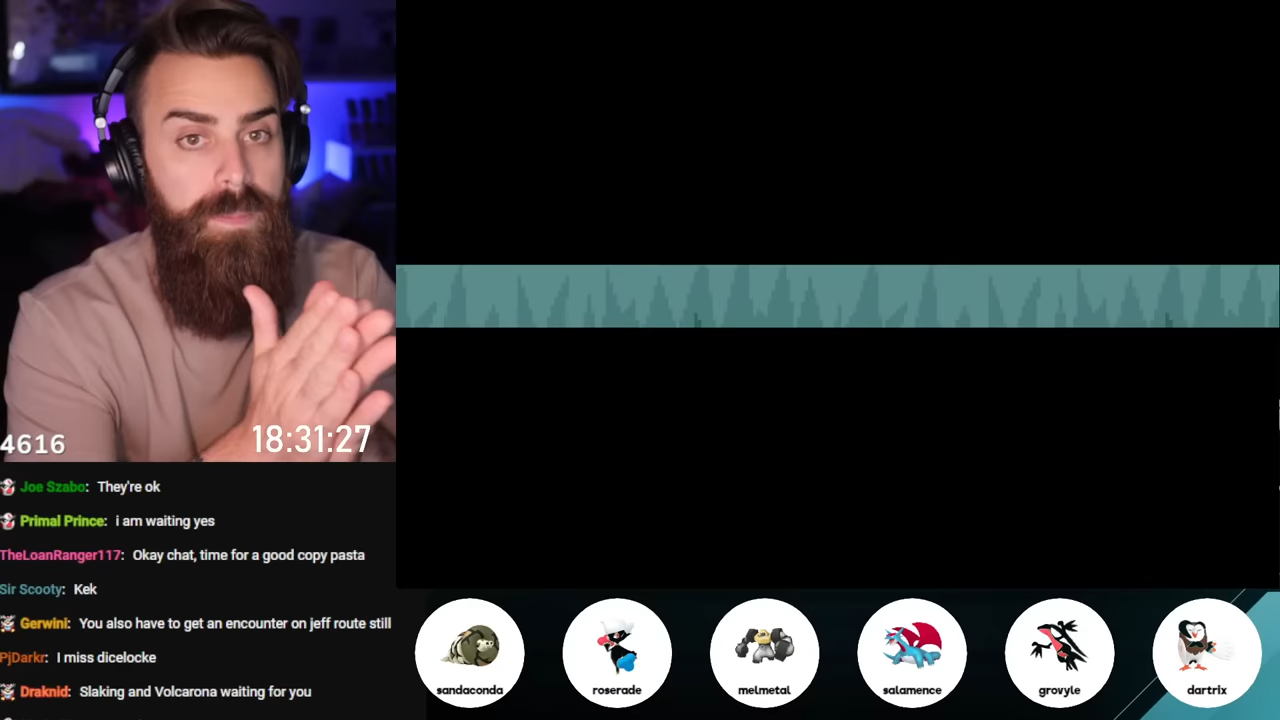 4616
18:31:27
Joe Szabo: They're ok
Primal Prince: i am waiting yes
TheLoanRanger117: Okay chat, time for a good copy pasta
Sir Scooty: Kek
Gerwini: You also have to get an encounter on jeff route still
PjDarkr: I miss dicelocke
Draknid: Slaking and Volcarona waiting for you
sandaconda
roserade
melmetal
salamence
grovyle
dartrix